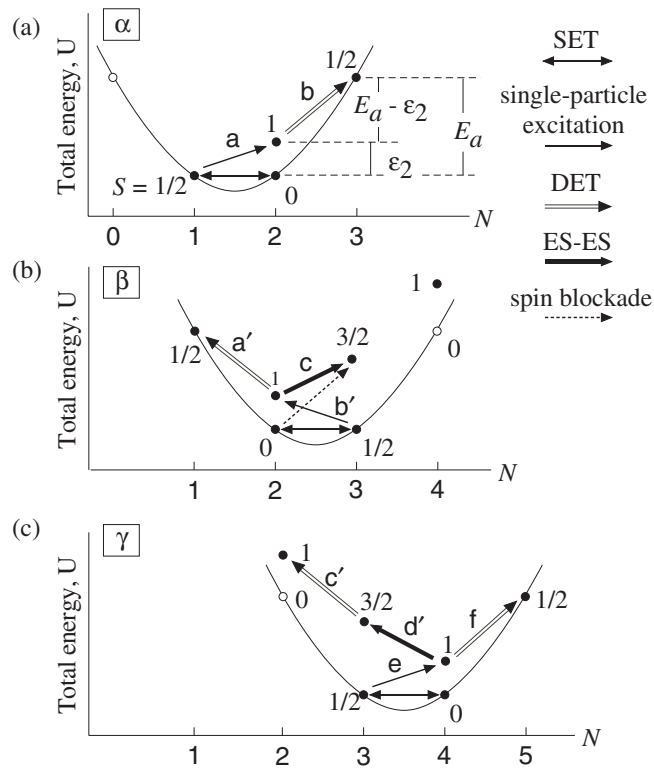 (a)
α
Total energy, U
S = 1/2
a
1
0
b
1/2
E_a - ε_2
ε_2
E_a
0 1 2 3
N
SET
single-particle
excitation
DET
ES-ES
spin blockade
(b)
β
Total energy, U
1/2
a′
1
c
3/2
b′
0
1/2
1
0
1 2 3 4
N
(c)
γ
Total energy, U
1
0
c′
3/2
d′
e
1
f
1/2
1/2
0
1 2 3 4 5
N